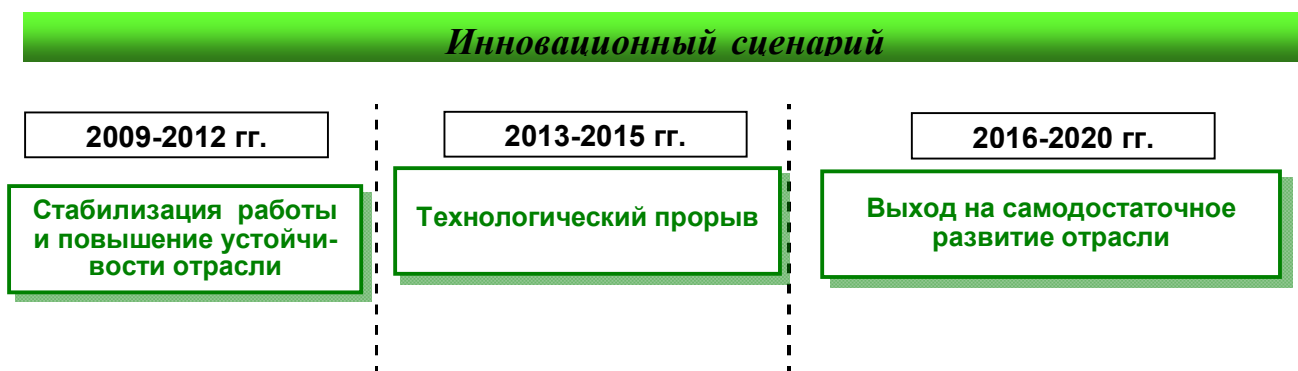 Инновационный сценарий
2009-2012 гг.
2013-2015 гг.
2016-2020 гг.
Стабилизация работы
и повышение устойчи-
вости отрасли
Технологический прорыв
Выход на самодостаточное
развитие отрасли